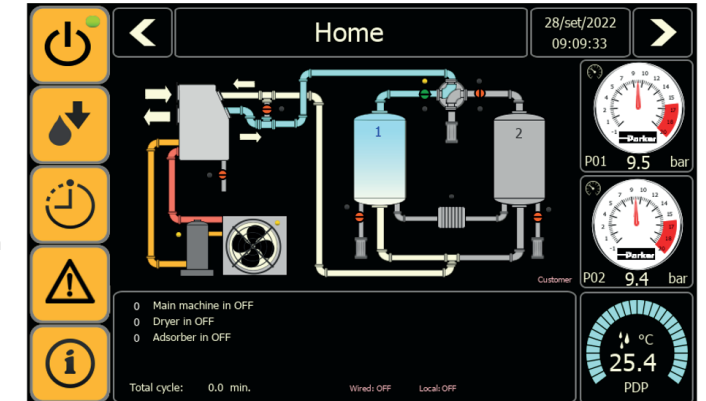 Home
28/set/2022
09:09:33
1
2
Parker
P01 9.5 bar
Parker
P02 9.4 bar
Customer
0 Main machine in OFF
0 Dryer in OFF
0 Adsorber in OFF
Total cycle: 0.0 min.
Wired: OFF Local: OFF
°C
25.4
PDP